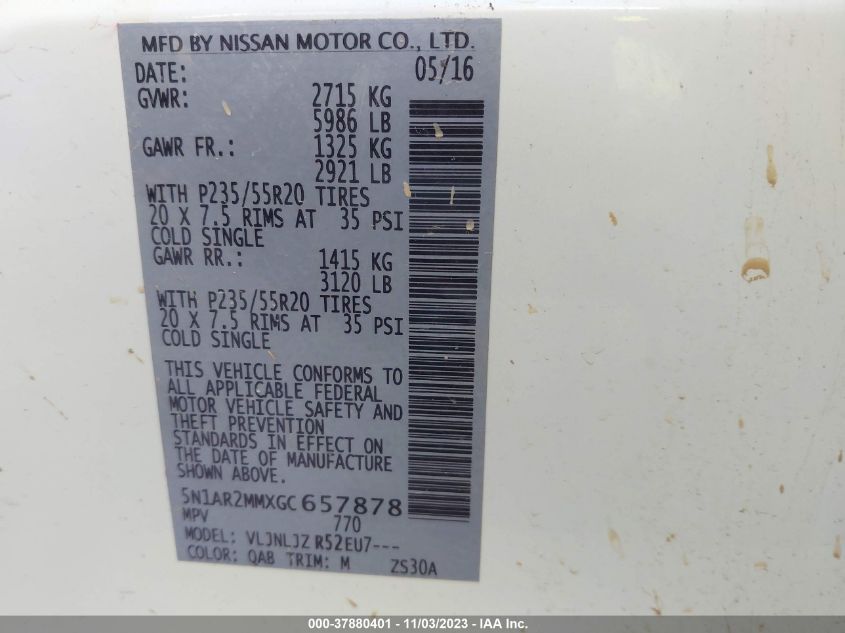 MFD BY NISSAN MOTOR CO., LTD.
DATE: 05/16
GVWR: 2715 KG
5986 LB
GAWR FR.: 1325 KG
2921 LB
WITH P235/55R20 TIRES
20 X 7.5 RIMS AT 35 PSI
COLD SINGLE
GAWR RR.: 1415 KG
3120 LB
WITH P235/55R20 TIRES
20 X 7.5 RIMS AT 35 PSI
COLD SINGLE
THIS VEHICLE CONFORMS TO
ALL APPLICABLE FEDERAL
MOTOR VEHICLE SAFETY AND
THEFT PREVENTION
STANDARDS IN EFFECT ON
THE DATE OF MANUFACTURE
SHOWN ABOVE.
5N1AR2MMXGC 657878
MPV 770
MODEL: VLJNLJZ R52EU7---
COLOR: QAB TRIM: M ZS30A
000-37880401 - 11/03/2023 - IAA Inc.